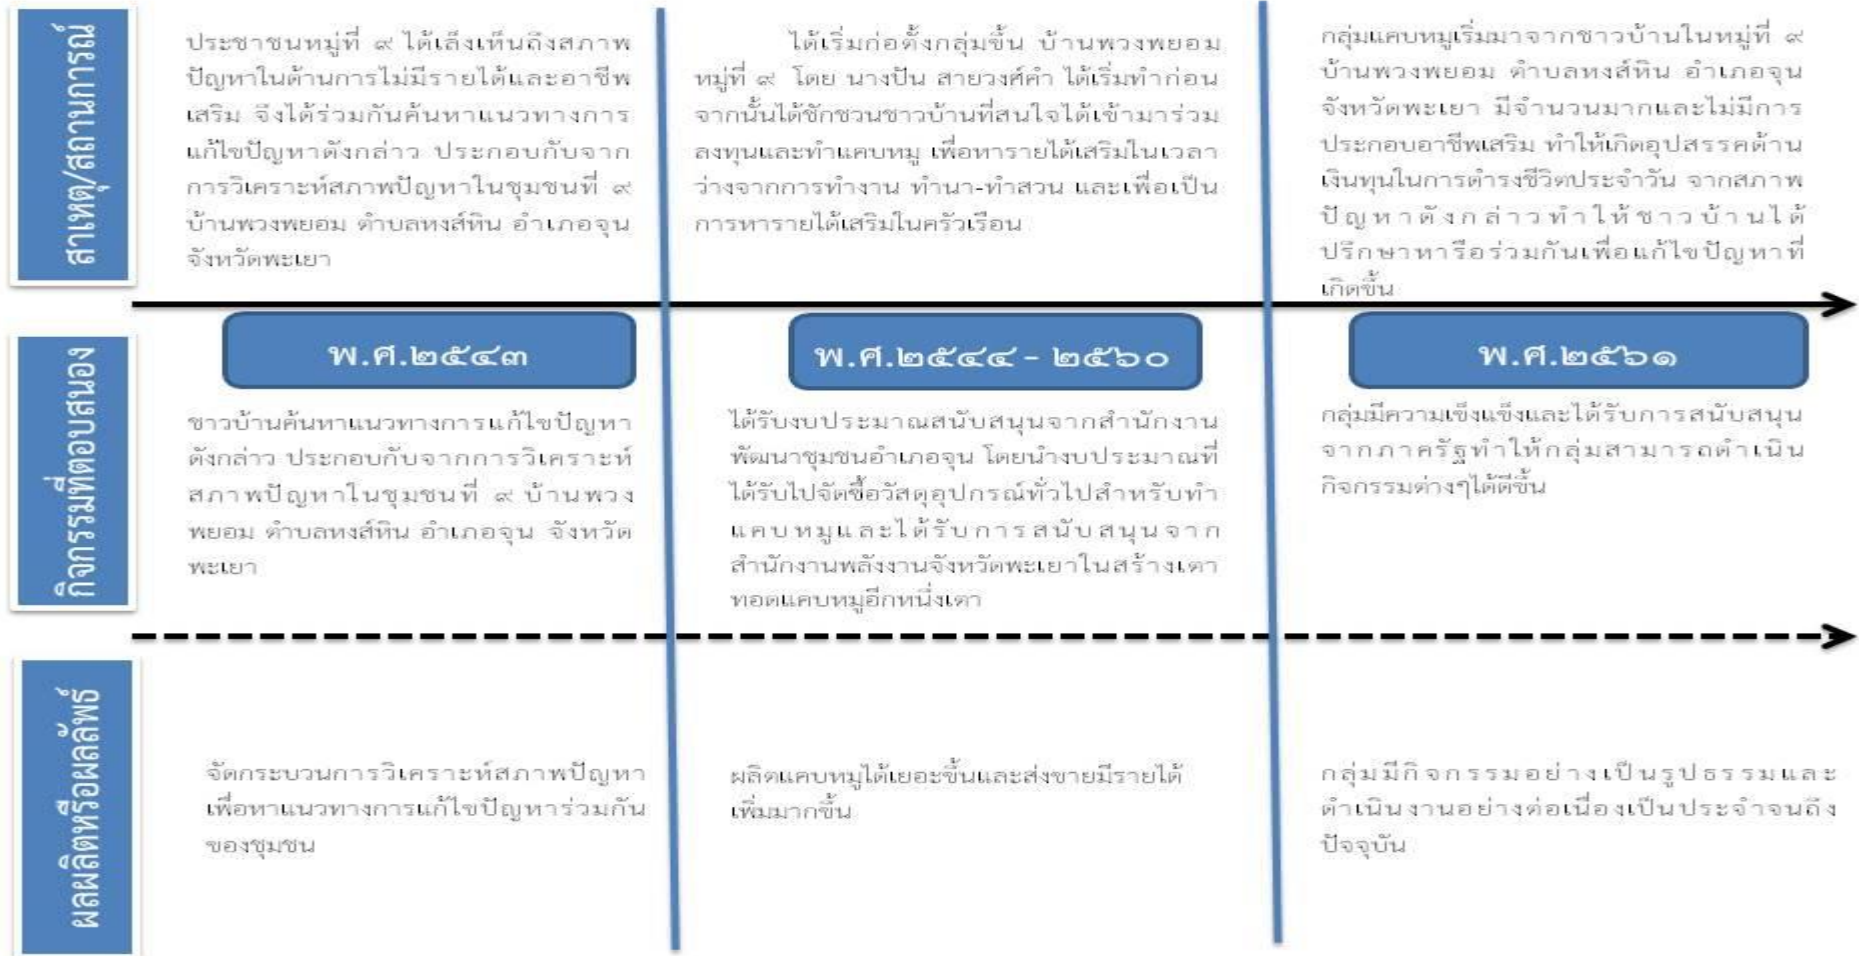 สาเหตุ/สถานการณ์
ประชาชนหมู่ที่ ๙ ได้เล็งเห็นถึงสภาพ
ปัญหาในด้านการไม่มีรายได้และอาชีพ
เสริม จึงได้ร่วมกันค้นหาแนวทางการ
แก้ไขปัญหาดังกล่าว ประกอบกับจาก
การวิเคราะห์สภาพปัญหาในชุมชนที่ ๙
บ้านพวงพยอม ตำบลหงส์หิน อำเภอจุน
จังหวัดพะเยา
ได้เริ่มก่อตั้งกลุ่มขึ้น บ้านพวงพยอม
หมู่ที่ ๙ โดย นางปัน สายวงศ์คำ ได้เริ่มทำก่อน
จากนั้นได้ชักชวนชาวบ้านที่สนใจได้เข้ามาร่วม
ลงทุนและทำแคบหมู เพื่อหารายได้เสริมในเวลา
ว่างจากการทำงาน ทำนา-ทำสวน และเพื่อเป็น
การหารายได้เสริมในครัวเรือน
กลุ่มแคบหมูเริ่มมาจากชาวบ้านในหมู่ที่ ๙
บ้านพวงพยอม ตำบลหงส์หิน อำเภอจุน
จังหวัดพะเยา มีจำนวนมากและไม่มีการ
ประกอบอาชีพเสริม ทำให้เกิดอุปสรรคด้าน
เงินทุนในการดำรงชีวิตประจำวัน จากสภาพ
ปัญหาดังกล่าวทำให้ชาวบ้านได้
ปรึกษาหารือร่วมกันเพื่อแก้ไขปัญหาที่
เกิดขึ้น
พ.ศ.๒๕๔๓
พ.ศ.๒๕๔๔ - ๒๕๖๐
พ.ศ.๒๕๖๑
กิจกรรมที่ตอบสนอง
ชาวบ้านค้นหาแนวทางการแก้ไขปัญหา
ดังกล่าว ประกอบกับจากการวิเคราะห์
สภาพปัญหาในชุมชนที่ ๙ บ้านพวง
พยอม ตำบลหงส์หิน อำเภอจุน จังหวัด
พะเยา
ได้รับงบประมาณสนับสนุนจากสำนักงาน
พัฒนาชุมชนอำเภอจุน โดยนำงบประมาณที่
ได้รับไปจัดซื้อวัสดุอุปกรณ์ทั่วไปสำหรับทำ
แคบหมูและได้รับการสนับสนุนจาก
สำนักงานพลังงานจังหวัดพะเยาในสร้างเตา
ทอดแคบหมูอีกหนึ่งเตา
กลุ่มมีความเข็งแข็งและได้รับการสนับสนุน
จากภาครัฐทำให้กลุ่มสามารถดำเนิน
กิจกรรมต่างๆได้ดีขึ้น
ผลผลิตหรือผลลัพธ์
จัดกระบวนการวิเคราะห์สภาพปัญหา
เพื่อหาแนวทางการแก้ไขปัญหาร่วมกัน
ของชุมชน
ผลิตแคบหมูได้เยอะขึ้นและส่งขายมีรายได้
เพิ่มมากขึ้น
กลุ่มมีกิจกรรมอย่างเป็นรูปธรรมและ
ดำเนินงานอย่างต่อเนื่องเป็นประจำจนถึง
ปัจจุบัน